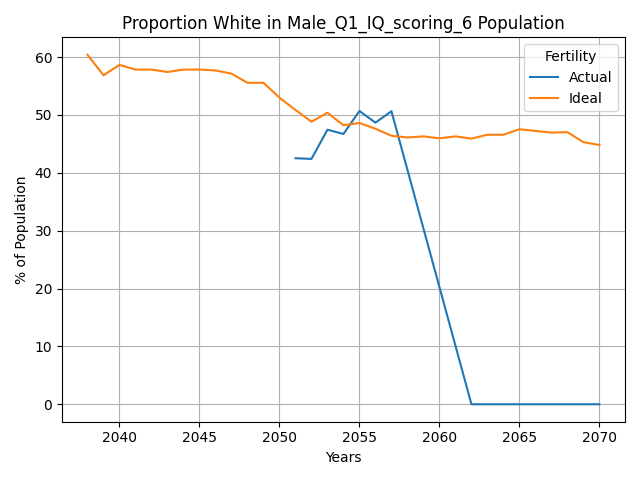 Proportion White in Male_Q1_IQ_scoring_6 Population
Fertility
Actual
Ideal
% of Population
60
50
40
30
20
10
0
2040 2045 2050 2055 2060 2065 2070
Years